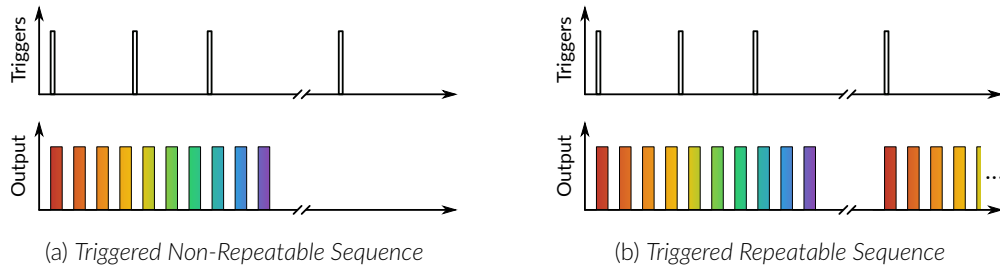 Triggers
Output
(a) Triggered Non-Repeatable Sequence
Triggers
Output
...
(b) Triggered Repeatable Sequence